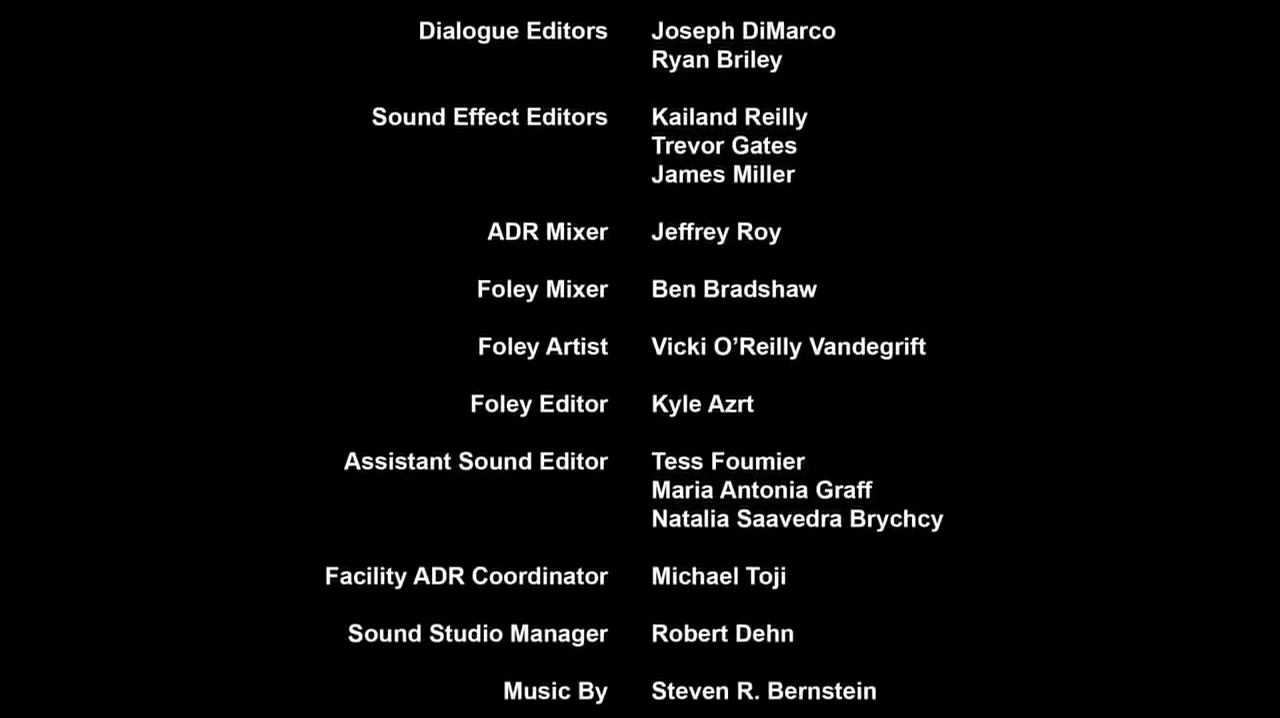 Dialogue Editors Joseph DiMarco
Ryan Briley
Sound Effect Editors Kailand Reilly
Trevor Gates
James Miller
ADR Mixer Jeffrey Roy
Foley Mixer Ben Bradshaw
Foley Artist Vicki O’Reilly Vandegrift
Foley Editor Kyle Azrt
Assistant Sound Editor Tess Foumier
Maria Antonia Graff
Natalia Saavedra Brychcy
Facility ADR Coordinator Michael Toji
Sound Studio Manager Robert Dehn
Music By Steven R. Bernstein